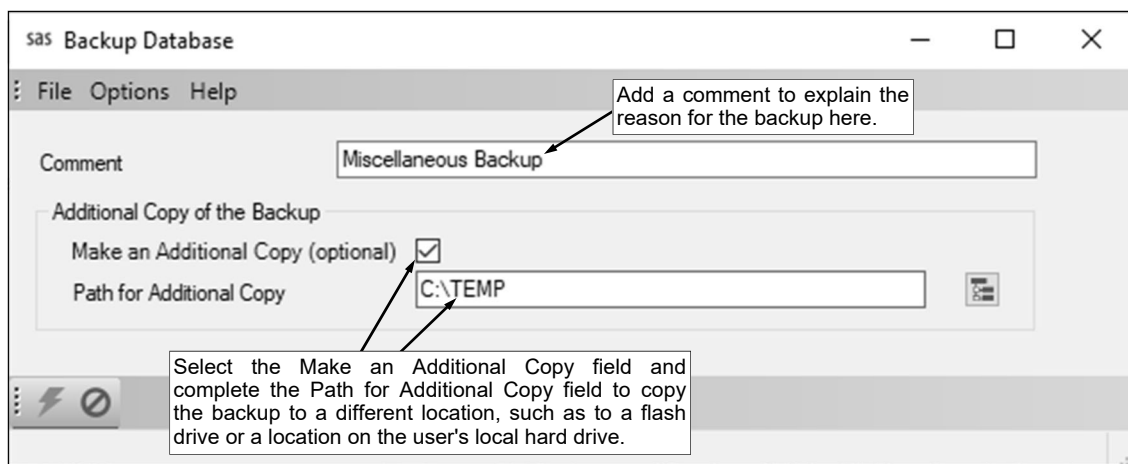 sas Backup Database
File Options Help
Add a comment to explain the
reason for the backup here.
Comment
Miscellaneous Backup
Additional Copy of the Backup
Make an Additional Copy (optional)
Path for Additional Copy
C:\TEMP
Select the Make an Additional Copy field and
complete the Path for Additional Copy field to copy
the backup to a different location, such as to a flash
drive or a location on the user's local hard drive.